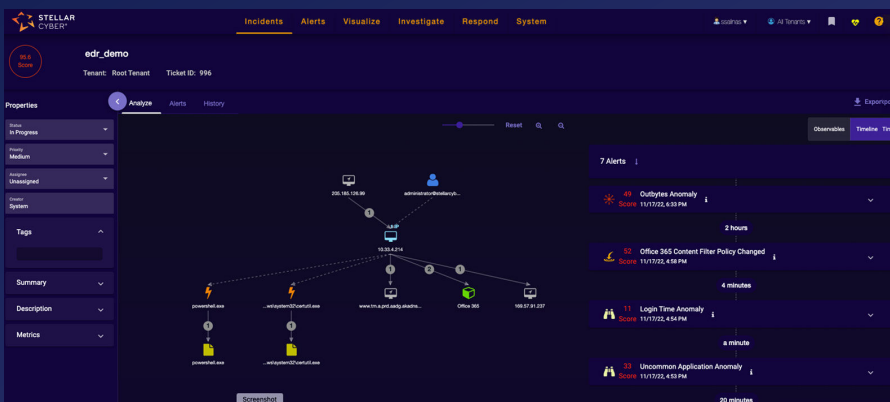 STELLAR
CYBER®
Incidents Alerts Visualize Investigate Respond System
ssalnas
All Tenants
95.6
Score
edr_demo
Tenant: Root Tenant Ticket ID: 996
Properties
Analyze Alerts History
Export
Status
In Progress
Priority
Medium
Assignee
Unassigned
Creator
System
Tags
Summary
Description
Metrics
Reset
Observables Timeline
7 Alerts
49 Outbytes Anomaly
Score 11/17/22, 6:33 PM
2 hours
52 Office 365 Content Filter Policy Changed
Score 11/17/22, 4:58 PM
4 minutes
11 Login Time Anomaly
Score 11/17/22, 4:54 PM
a minute
33 Uncommon Application Anomaly
Score 11/17/22, 4:53 PM
20 minutes
200.185.128.99 administrator@stellarcyb...
1
10.33.4.214
1 2 1
powershell.exe ...ws\system32\certutil.exe www.tm.a.prd.aadg.akadns... Office 365 169.57.91.237
1 1
powershell.exe ...ws\system32\certutil.exe
Screenshot